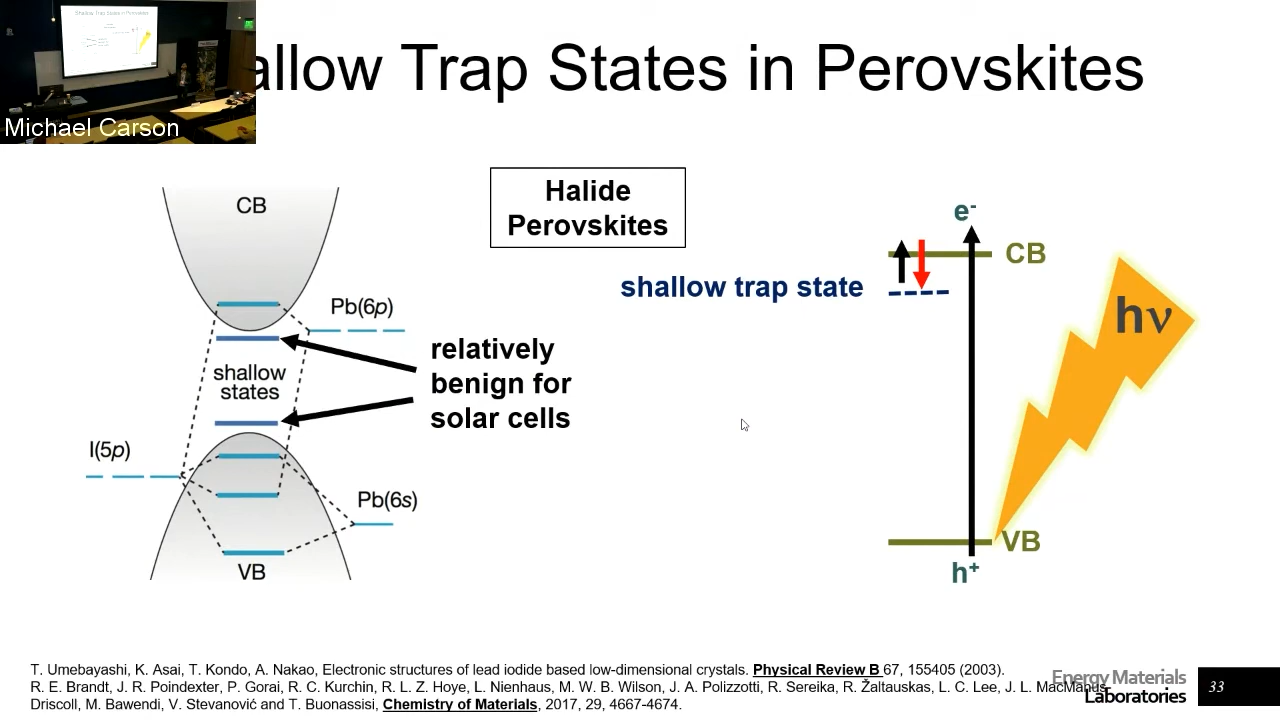 allow Trap States in Perovskites
Michael Carson
CB
Halide
Perovskites
e-
CB
shallow trap state
hν
Pb(6p)
relatively
benign for
solar cells
shallow
states
I(5p)
Pb(6s)
VB
VB
h+
T. Umebayashi, K. Asai, T. Kondo, A. Nakao, Electronic structures of lead iodide based low-dimensional crystals. Physical Review B 67, 155405 (2003).
R. E. Brandt, J. R. Poindexter, P. Gorai, R. C. Kurchin, R. L. Z. Hoye, L. Nienhaus, M. W. B. Wilson, J. A. Polizzotti, R. Sereika, R. Žaltauskas, L. C. Lee, J. L. MacManus-
Driscoll, M. Bawendi, V. Stevanović and T. Buonassisi, Chemistry of Materials, 2017, 29, 4667-4674.
Energy Materials
Laboratories
33